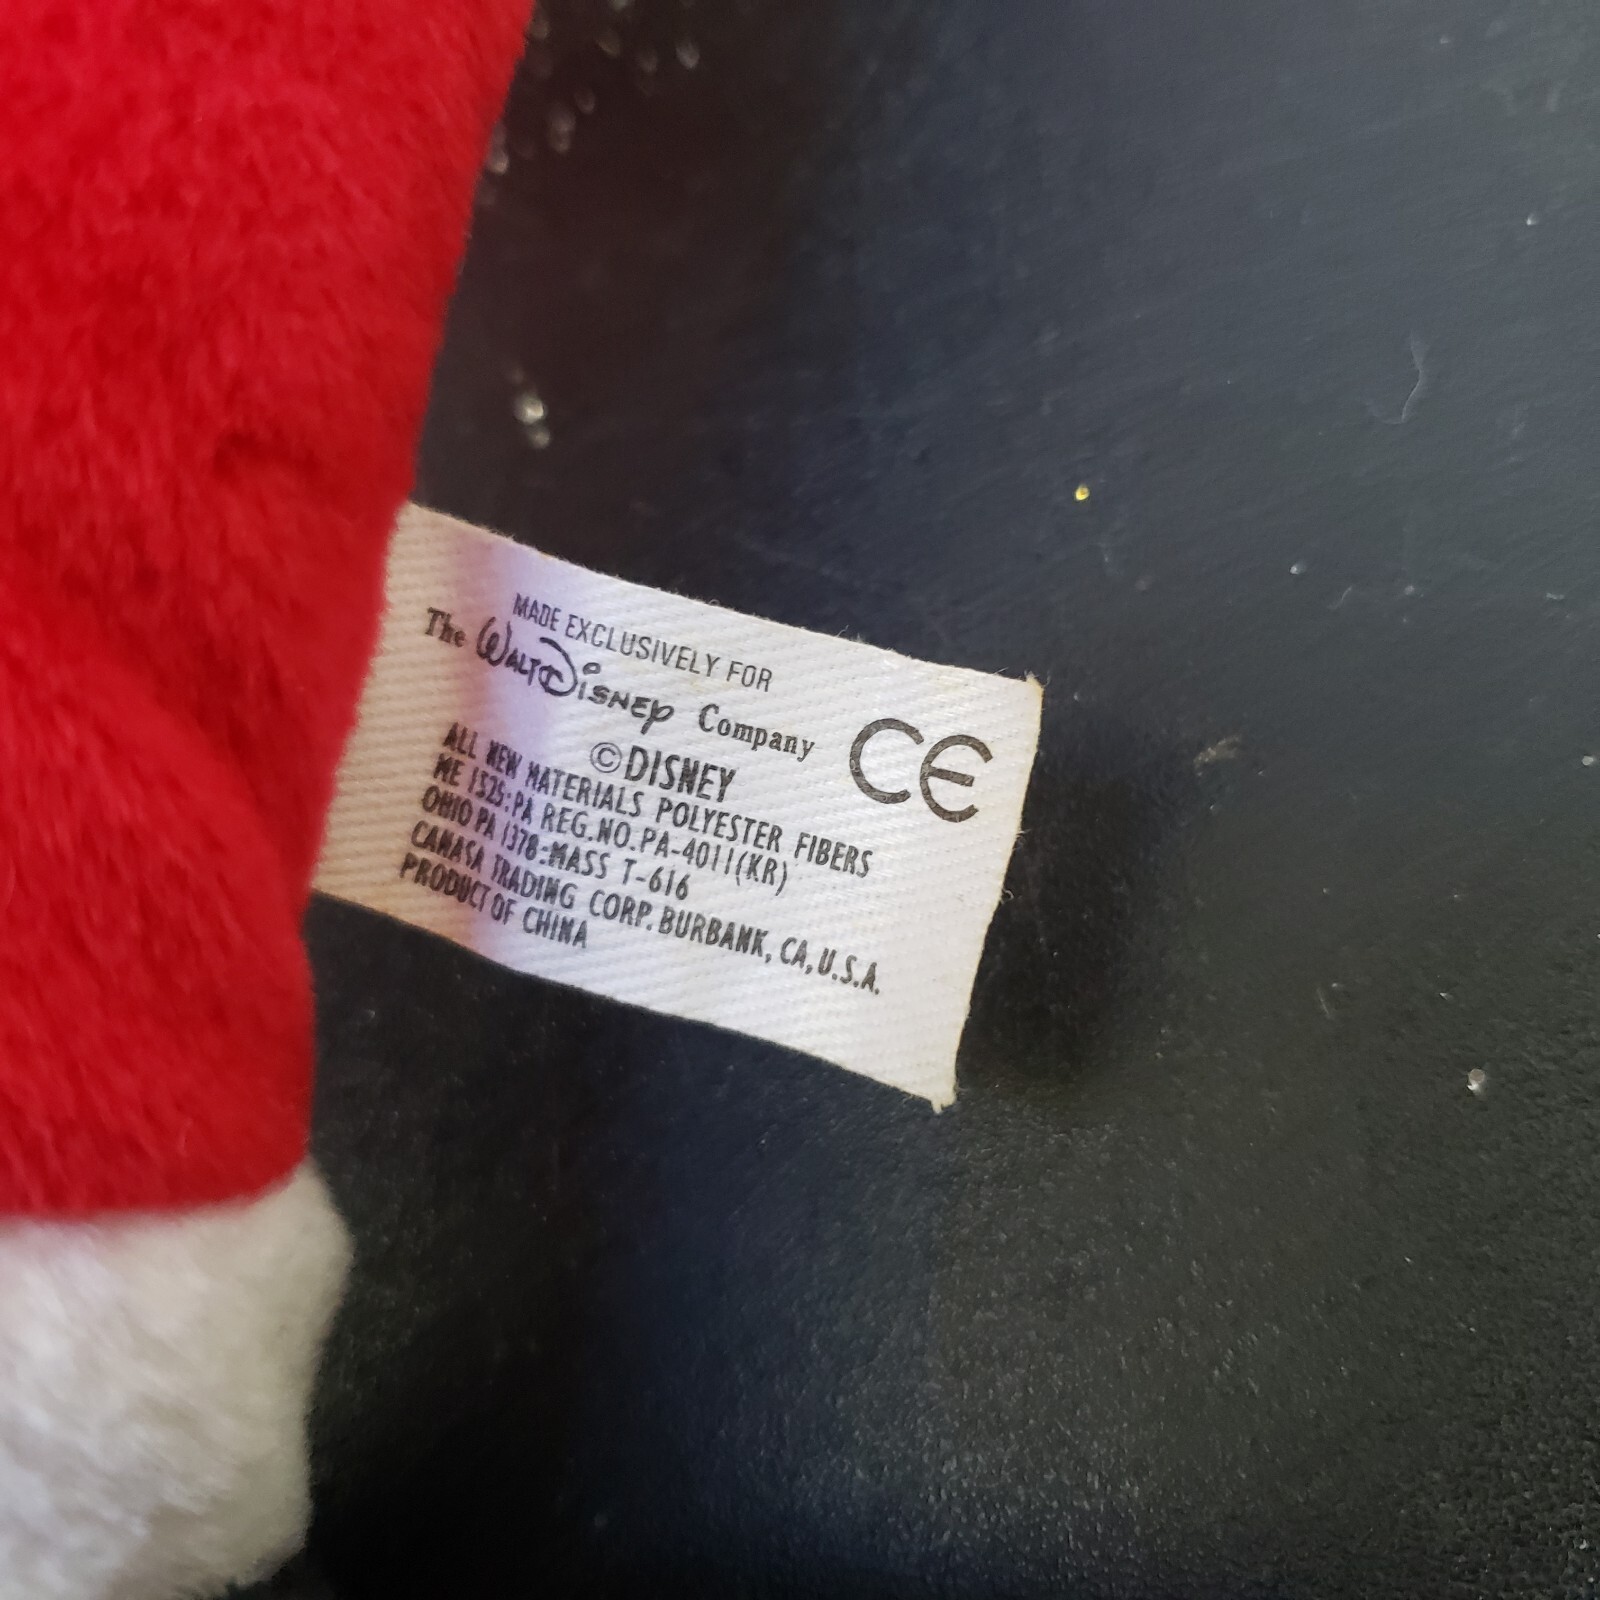 MADE EXCLUSIVELY FOR
The WALT DISNEY Company
CE
©DISNEY
ALL NEW MATERIALS POLYESTER FIBERS
ME 1325:PA REG.NO.PA-4011(KR)
OHIO PA 1378:MASS T-616
CANASA TRADING CORP. BURBANK, CA, U.S.A.
PRODUCT OF CHINA